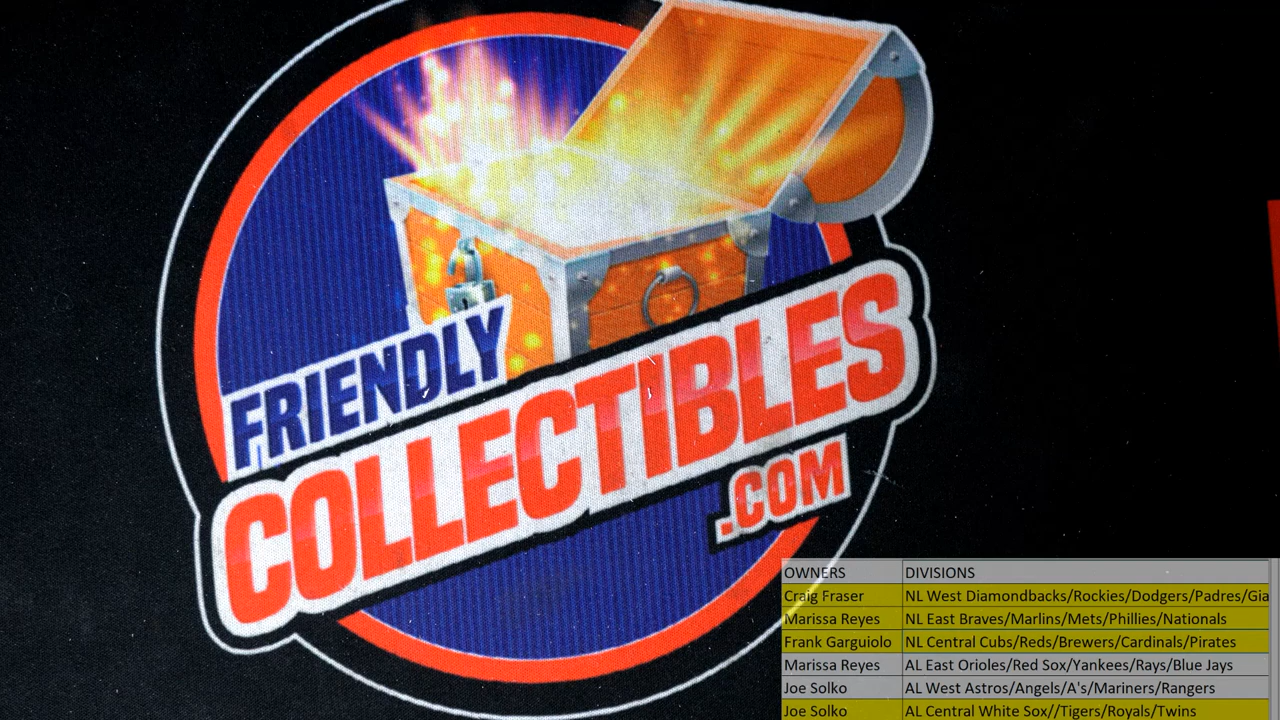 FRIENDLY
COLLECTIBLES
.COM
OWNERS DIVISIONS
Craig Fraser NL West Diamondbacks/Rockies/Dodgers/Padres/Gia
Marissa Reyes NL East Braves/Marlins/Mets/Phillies/Nationals
Frank Garguiolo NL Central Cubs/Reds/Brewers/Cardinals/Pirates
Marissa Reyes AL East Orioles/Red Sox/Yankees/Rays/Blue Jays
Joe Solko AL West Astros/Angels/A's/Mariners/Rangers
Joe Solko AL Central White Sox//Tigers/Royals/Twins